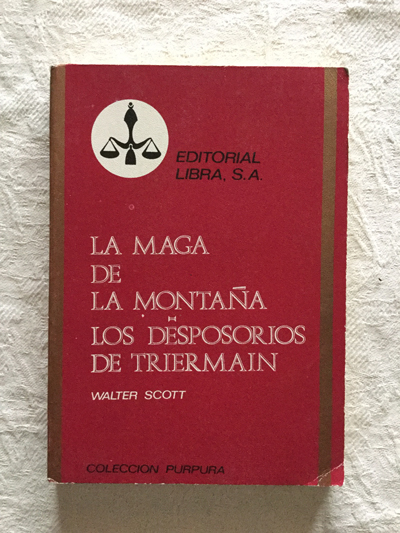 EDITORIAL
LIBRA, S.A.
LA MAGA
DE
LA MONTAÑA
LOS DESPOSORIOS
DE TRIERMAIN
WALTER SCOTT
COLECCION PURPURA